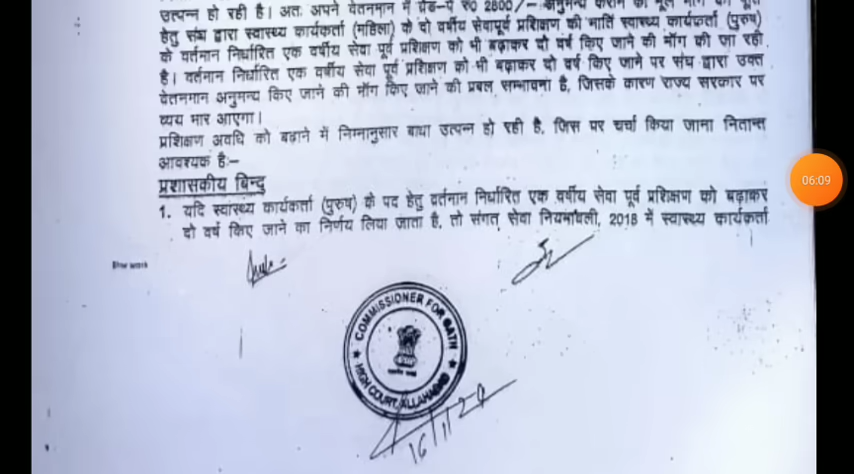 उत्पन्न हो रही है। अतः अपने वेतनमान में ग्रेड-पे रु० 2800/- अनुमन्य कराने की मूल माँग की
हेतु संघ द्वारा स्वास्थ्य कार्यकर्ता (महिला) के दो वर्षीय सेवापूर्व प्रशिक्षण की भांति स्वास्थ्य कार्यकर्ता (पुरुष)
के वर्तमान निर्धारित एक वर्षीय सेवा पूर्व प्रशिक्षण को भी बढ़ाकर दो वर्ष किए जाने की माँग की जा रही
है। वर्तमान निर्धारित एक वर्षीय सेवा पूर्व प्रशिक्षण को भी बढ़ाकर दो वर्ष किए जाने पर संघ द्वारा उक्त
वेतनमान अनुमन्य किए जाने की माँग किए जाने की प्रबल सम्भावना है, जिसके कारण राज्य सरकार पर
व्यय भार आएगा।
प्रशिक्षण अवधि को बढ़ाने में निम्नानुसार बाधा उत्पन्न हो रही है, जिस पर चर्चा किया जाना नितान्त
आवश्यक है:-
प्रशासकीय बिन्दु
1. यदि स्वास्थ्य कार्यकर्ता (पुरुष) के पद हेतु वर्तमान निर्धारित एक वर्षीय सेवा पूर्व प्रशिक्षण को बढ़ाकर
दो वर्ष किए जाने का निर्णय लिया जाता है, तो संगत सेवा नियमावली, 2018 में स्वास्थ्य कार्यकर्ता
COMMISSIONER FOR OATH
HIGH COURT, ALLAHABAD
16/11/20
06:09